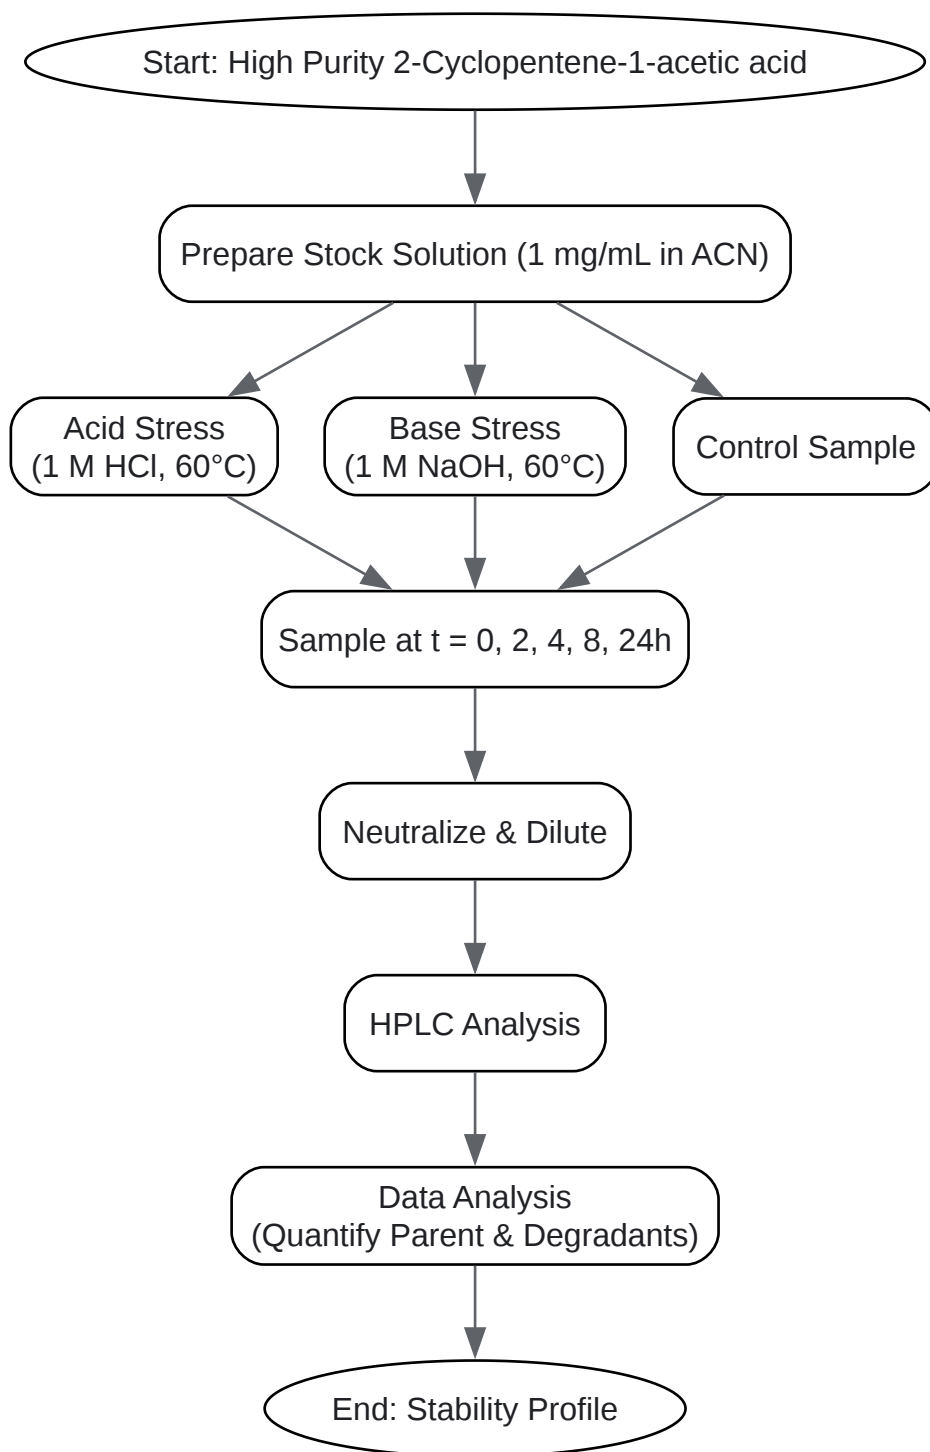 Start: High Purity 2-Cyclopentene-1-acetic acid
Prepare Stock Solution (1 mg/mL in ACN)
Acid Stress
(1 M HCl, 60°C)
Base Stress
(1 M NaOH, 60°C)
Control Sample
Sample at t = 0, 2, 4, 8, 24h
Neutralize & Dilute
HPLC Analysis
Data Analysis
(Quantify Parent & Degradants)
End: Stability Profile